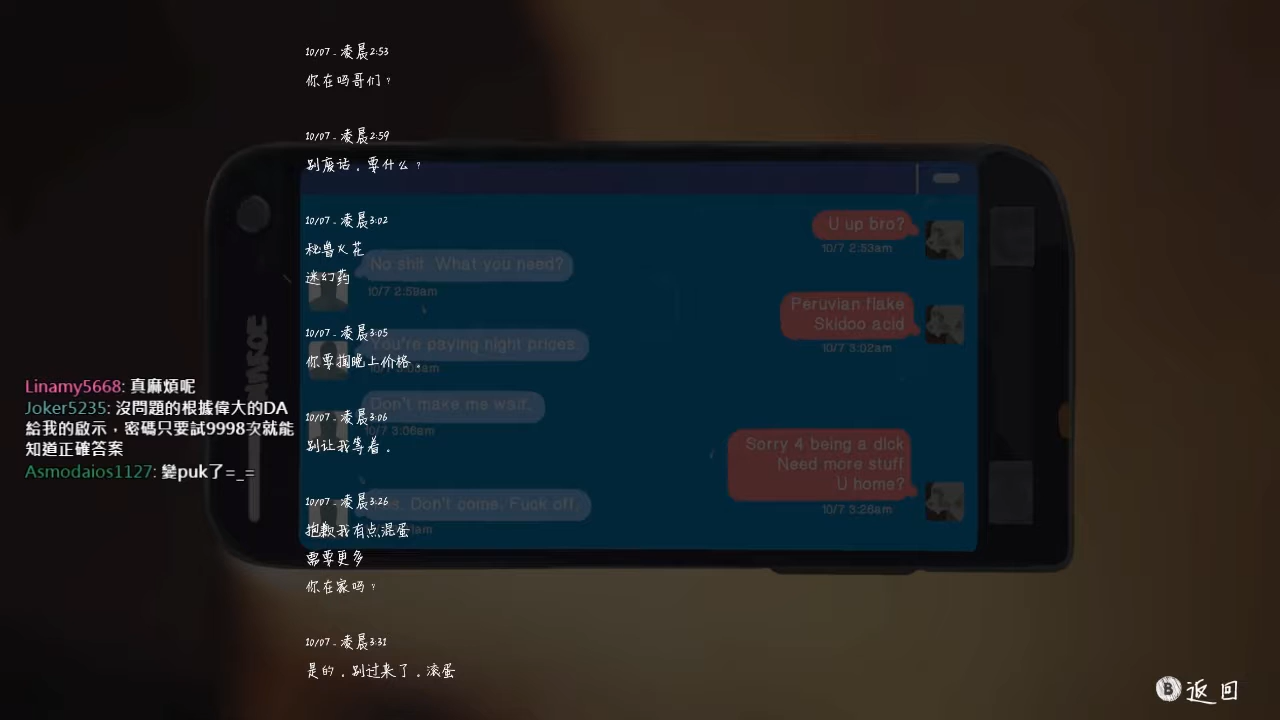 10/07 - 凌晨2:53
你在吗哥们？
10/07 - 凌晨2:59
别废话．要什么？
10/07 - 凌晨3:02
秘鲁火花
迷幻药
10/07 - 凌晨3:05
你要掏晚上价格．
10/07 - 凌晨3:06
别让我等着．
10/07 - 凌晨3:26
抱歉我有点混蛋
需要更多
你在家吗？
10/07 - 凌晨3:31
是的．别过来了．滚蛋
U up bro?
10/7 2:53am
No shit. What you need?
10/7 2:59am
Peruvian flake
Skidoo acid
10/7 3:02am
You're paying night prices.
Don't make me wait.
10/7 3:06am
Sorry 4 being a dick
Need more stuff
U home?
10/7 3:26am
Don't come. Fuck off.
Linamy5668: 真麻煩呢
Joker5235: 沒問題的根據偉大的DA
給我的啟示，密碼只要試9998次就能
知道正確答案
Asmodaios1127: 變puk了=_=
B 返回